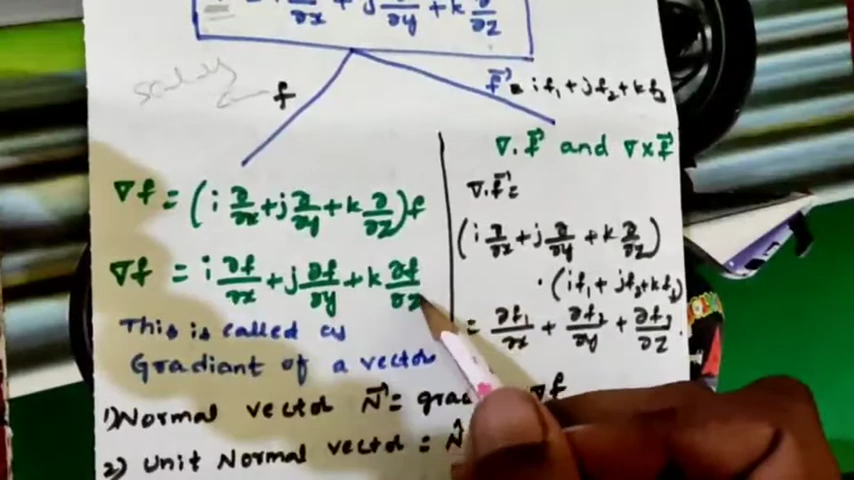 ∇ = i ∂/∂x + j ∂/∂y + k ∂/∂z
f
f⃗ = if₁ + jf₂ + kf₃
∇f = (i ∂/∂x + j ∂/∂y + k ∂/∂z)f
∇f = i ∂f/∂x + j ∂f/∂y + k ∂f/∂z
This is called as
Gradiant of a vector
1) Normal vector N⃗ = grad ∇f
2) Unit Normal vector = N̂
∇.f⃗ and ∇×f⃗
∇.f⃗ =
(i ∂/∂x + j ∂/∂y + k ∂/∂z)
· (if₁ + jf₂ + kf₃)
= ∂f₁/∂x + ∂f₂/∂y + ∂f₃/∂z .